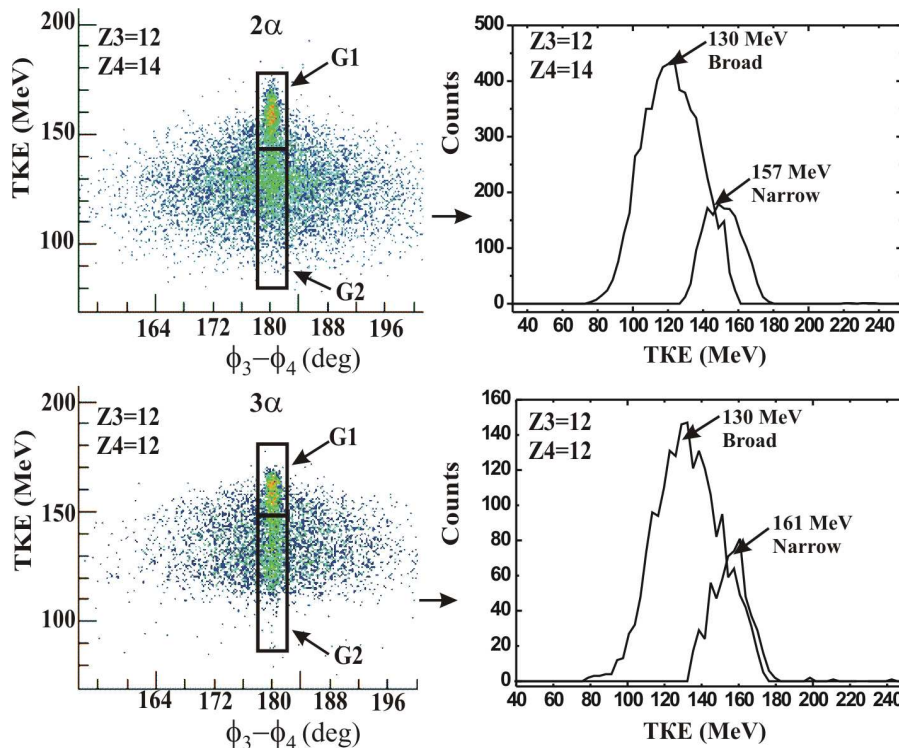 2α
Z3=12
Z4=14
G1
G2
TKE (MeV)
200
150
100
164
172
180
188
196
ϕ3−ϕ4 (deg)
Z3=12
Z4=14
130 MeV
Broad
157 MeV
Narrow
Counts
500
400
300
200
100
0
40 60 80 100 120 140 160 180 200 220 240
TKE (MeV)
3α
Z3=12
Z4=12
G1
G2
TKE (MeV)
200
150
100
164
172
180
188
196
ϕ3−ϕ4 (deg)
Z3=12
Z4=12
130 MeV
Broad
161 MeV
Narrow
Counts
160
140
120
100
80
60
40
20
0
40 60 80 100 120 140 160 180 200 220 240
TKE (MeV)